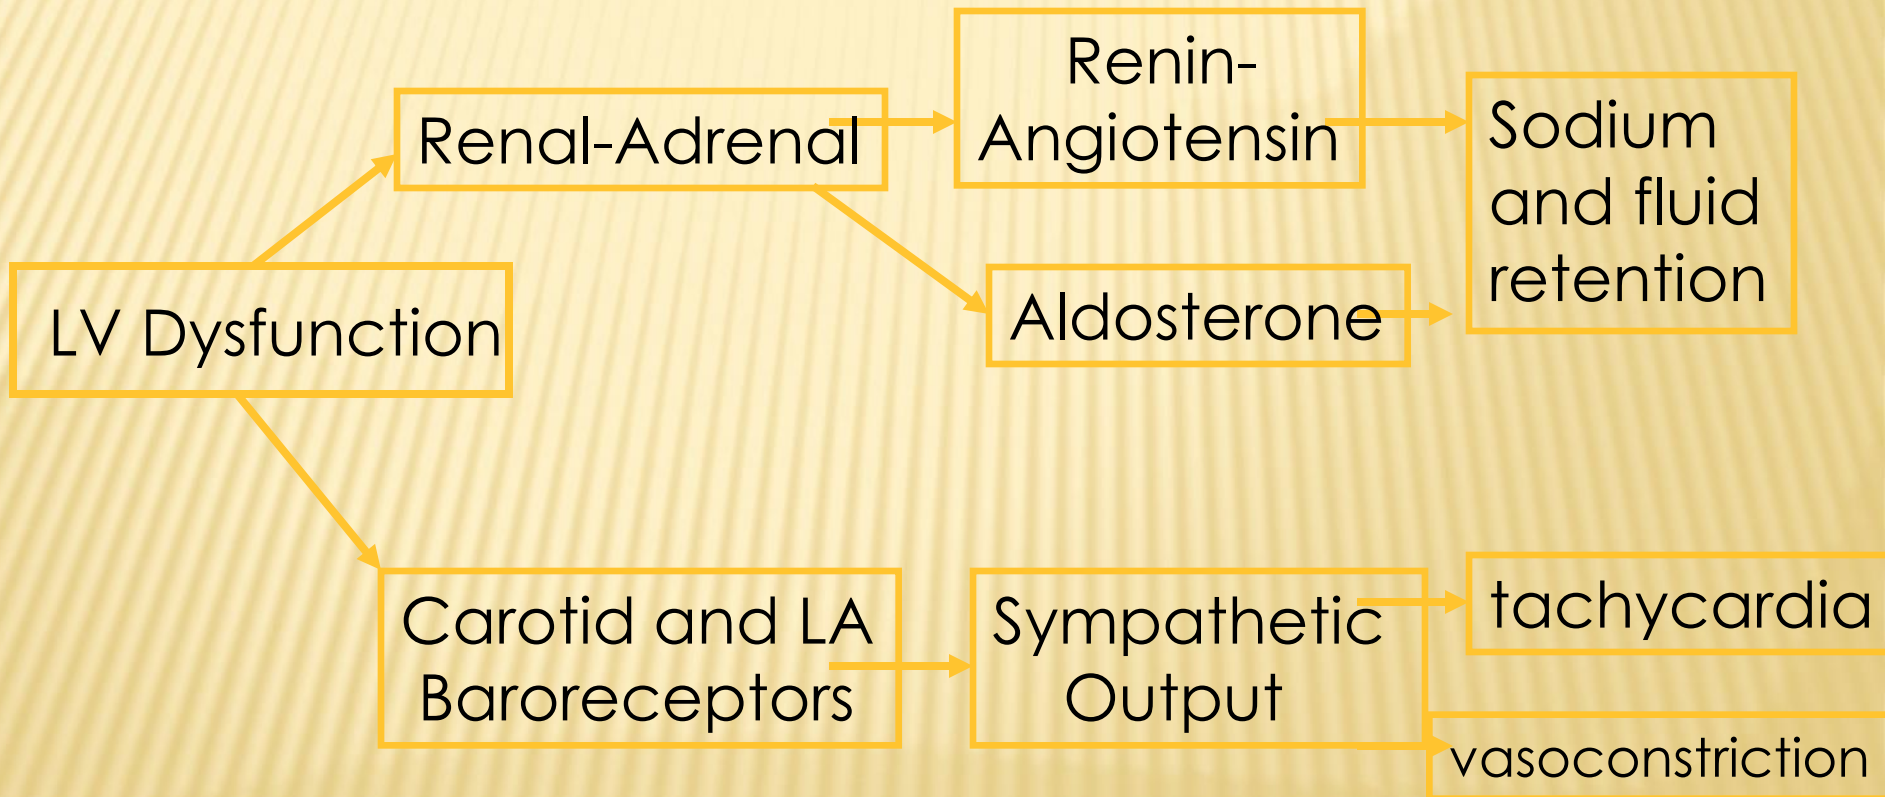 Renin-
Angiotensin
Renal-Adrenal
Sodium
and fluid
retention
LV Dysfunction
Aldosterone
Carotid and LA
Baroreceptors
Sympathetic
Output
tachycardia
vasoconstriction